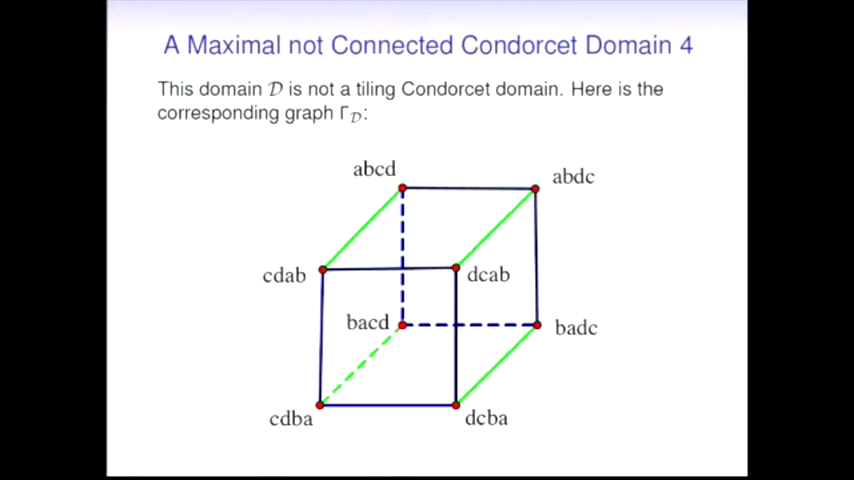 A Maximal not Connected Condorcet Domain 4
This domain 𝒟 is not a tiling Condorcet domain. Here is the
corresponding graph Γ𝒟:
abcd
abdc
cdab
dcab
bacd
badc
cdba
dcba